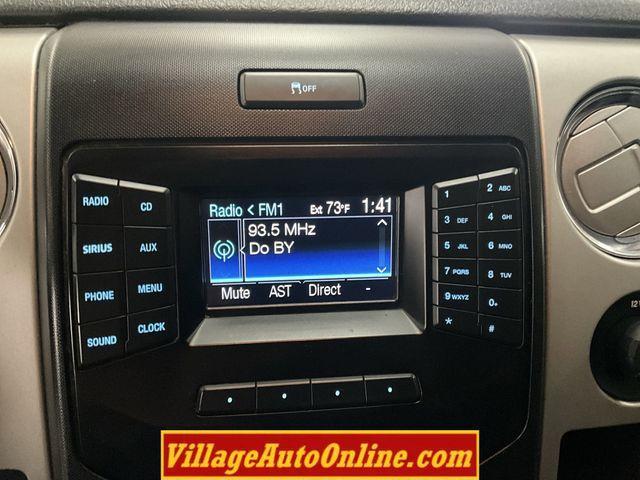 OFF
RADIO
CD
SIRIUS
AUX
PHONE
MENU
SOUND
CLOCK
Radio < FM1 Ext 73°F 1:41
93.5 MHz
Do BY
Mute AST Direct -
1
2 ABC
3 DEF
4 GHI
5 JKL
6 MNO
7 PQRS
8 TUV
9 WXYZ
0+
*
#
12V
VillageAutoOnline.com